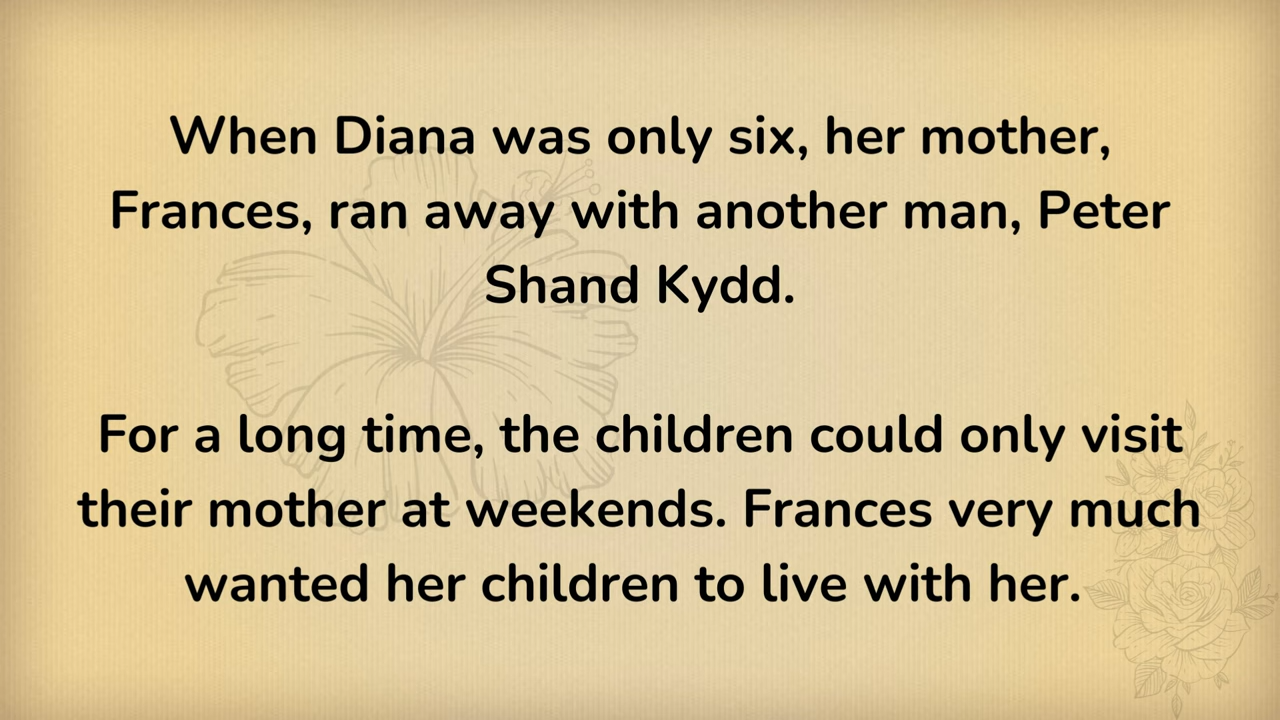 When Diana was only six, her mother,
Frances, ran away with another man, Peter
Shand Kydd.
For a long time, the children could only visit
their mother at weekends. Frances very much
wanted her children to live with her.